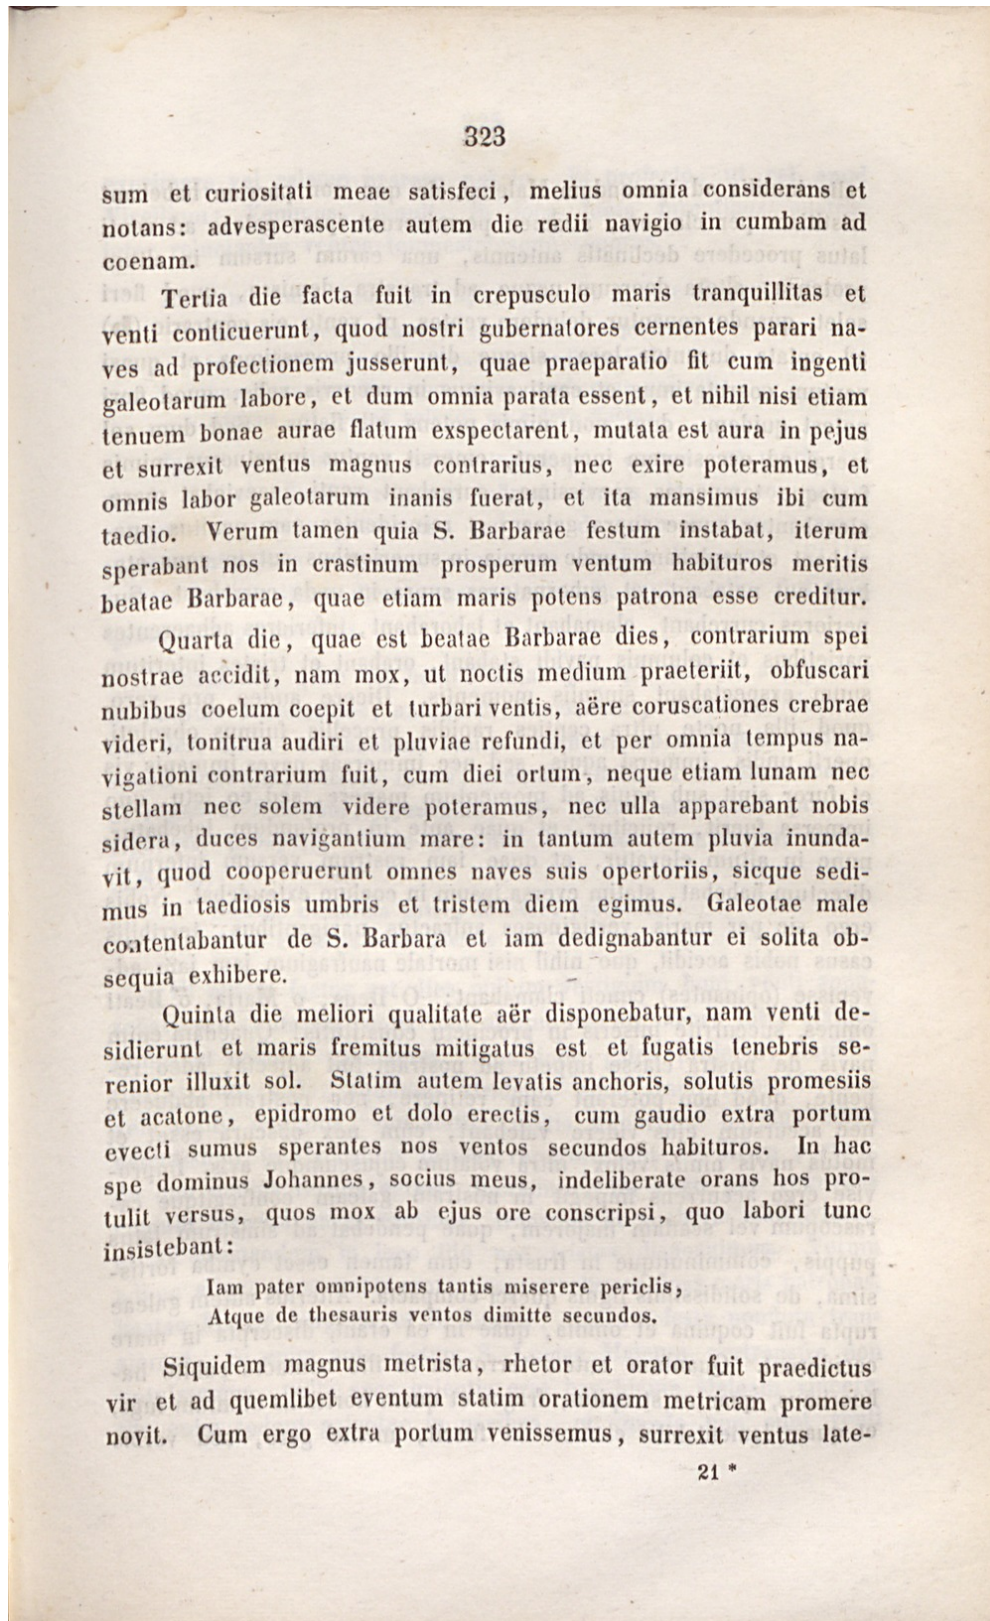 323
sum et curiositati meae satisfeci, melius omnia considerans et
notans: advesperascente autem die redii navigio in cumbam ad
coenam.
Tertia die facta fuit in crepusculo maris tranquillitas et
venti conticuerunt, quod nostri gubernatores cernentes parari na-
ves ad profectionem jusserunt, quae praeparatio fit cum ingenti
galeotarum labore, et dum omnia parata essent, et nihil nisi etiam
tenuem bonae aurae flatum exspectarent, mutata est aura in pejus
et surrexit ventus magnus contrarius, nec exire poteramus, et
omnis labor galeotarum inanis fuerat, et ita mansimus ibi cum
taedio. Verum tamen quia S. Barbarae festum instabat, iterum
sperabant nos in crastinum prosperum ventum habituros meritis
beatae Barbarae, quae etiam maris potens patrona esse creditur.
Quarta die, quae est beatae Barbarae dies, contrarium spei
nostrae accidit, nam mox, ut noctis medium praeteriit, obfuscari
nubibus coelum coepit et turbari ventis, aëre coruscationes crebrae
videri, tonitrua audiri et pluviae refundi, et per omnia tempus na-
vigationi contrarium fuit, cum diei ortum, neque etiam lunam nec
stellam nec solem videre poteramus, nec ulla apparebant nobis
sidera, duces navigantium mare: in tantum autem pluvia inunda-
vit, quod cooperuerunt omnes naves suis opertoriis, sicque sedi-
mus in taediosis umbris et tristem diem egimus. Galeotae male
contentabantur de S. Barbara et iam dedignabantur ei solita ob-
sequia exhibere.
Quinta die meliori qualitate aër disponebatur, nam venti de-
sidierunt et maris fremitus mitigatus est et fugatis tenebris se-
renior illuxit sol. Statim autem levatis anchoris, solutis promesiis
et acatone, epidromo et dolo erectis, cum gaudio extra portum
evecti sumus sperantes nos ventos secundos habituros. In hac
spe dominus Johannes, socius meus, indeliberate orans hos pro-
tulit versus, quos mox ab ejus ore conscripsi, quo labori tunc
insistebant:
Iam pater omnipotens tantis miserere periclis,
Atque de thesauris ventos dimitte secundos.
Siquidem magnus metrista, rhetor et orator fuit praedictus
vir et ad quemlibet eventum statim orationem metricam promere
novit. Cum ergo extra portum venissemus, surrexit ventus late-
21 *